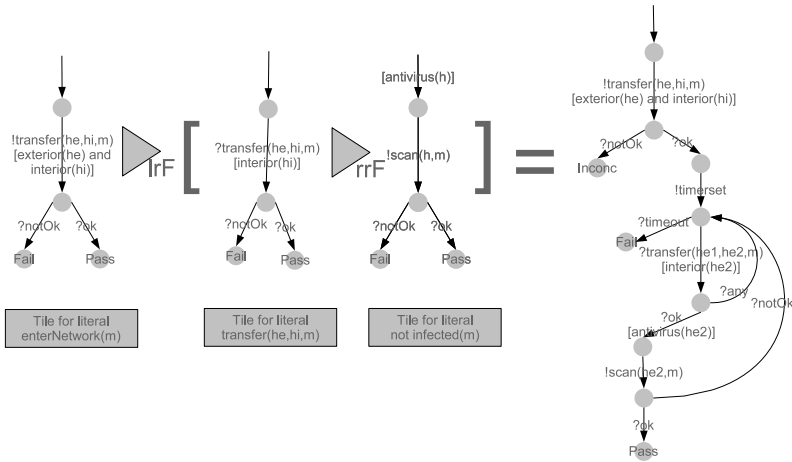 !transfer(he,hi,m)
[exterior(he) and
interior(hi)]
?notOk
?ok
Fail
Pass
Tile for literal
enterNetwork(m)
lrF
[
?transfer(he,hi,m)
[interior(hi)]
?notOk
?ok
Fail
Pass
Tile for literal
transfer(he,hi,m)
rrF
[antivirus(h)]
!scan(h,m)
?notOk
?ok
Fail
Pass
Tile for literal
not infected(m)
]
=
!transfer(he,hi,m)
[exterior(he) and interior(hi)]
?notOk
?ok
Inconc
!timerset
?timeout
Fail
?transfer(he1,he2,m)
[interior(he2)]
?any
?notOk
?ok
[antivirus(he2)]
!scan(he2,m)
?ok
Pass